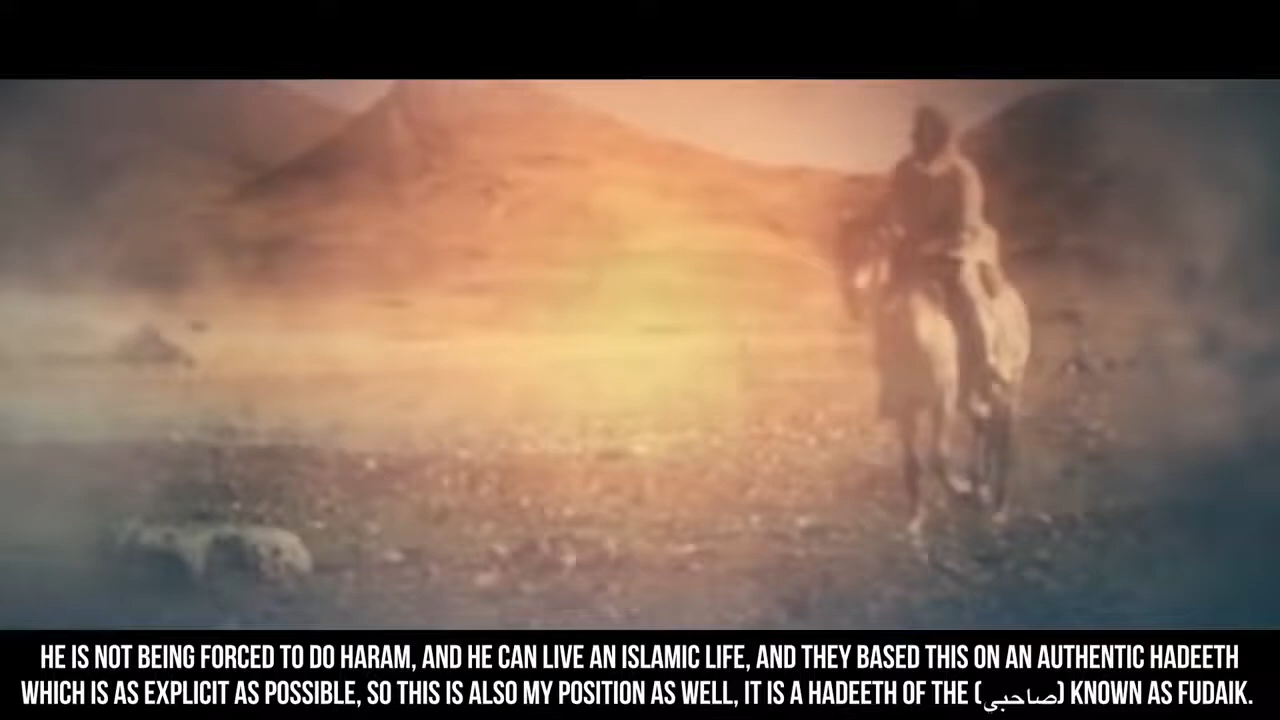 HE IS NOT BEING FORCED TO DO HARAM, AND HE CAN LIVE AN ISLAMIC LIFE, AND THEY BASED THIS ON AN AUTHENTIC HADEETH
WHICH IS AS EXPLICIT AS POSSIBLE, SO THIS IS ALSO MY POSITION AS WELL, IT IS A HADEETH OF THE (صاحبي) KNOWN AS FUDAIK.